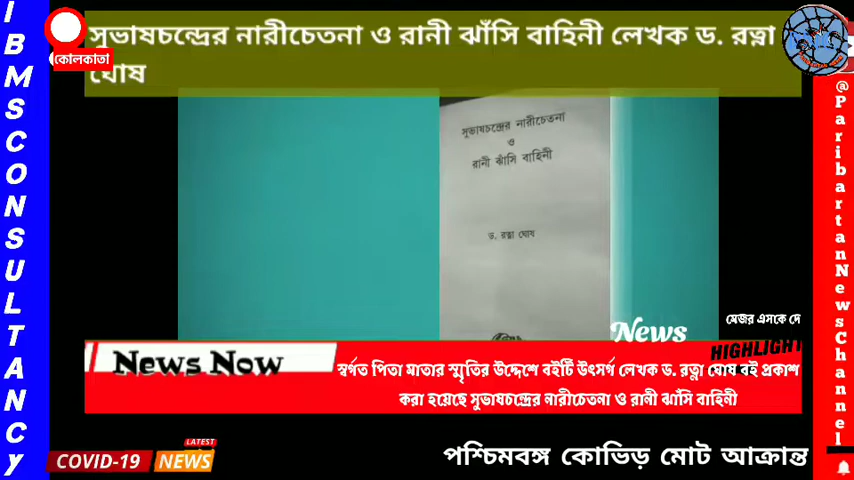 সুভাষচন্দ্রের নারীচেতনা ও রানী ঝাঁসি বাহিনী লেখক ড. রত্না
ঘোষ
কোলকাতা
সুভাষচন্দ্রের নারীচেতনা
ও
রানী ঝাঁসি বাহিনী
ড. রত্না ঘোষ
মেজর এসকে দে
News
HIGHLIGHT
News Now
স্বর্গত পিতা মাতার স্মৃতির উদ্দেশে বইটি উৎসর্গ লেখক ড. রত্না ঘোষ বই প্রকাশ
করা হয়েছে সুভাষচন্দ্রের নারীচেতনা ও রানী ঝাঁসি বাহিনী
COVID-19
LATEST
NEWS
পশ্চিমবঙ্গ কোভিড় মোট আক্রান্ত
IBMSCONSULTANCY
@ParibartanNewsChannel